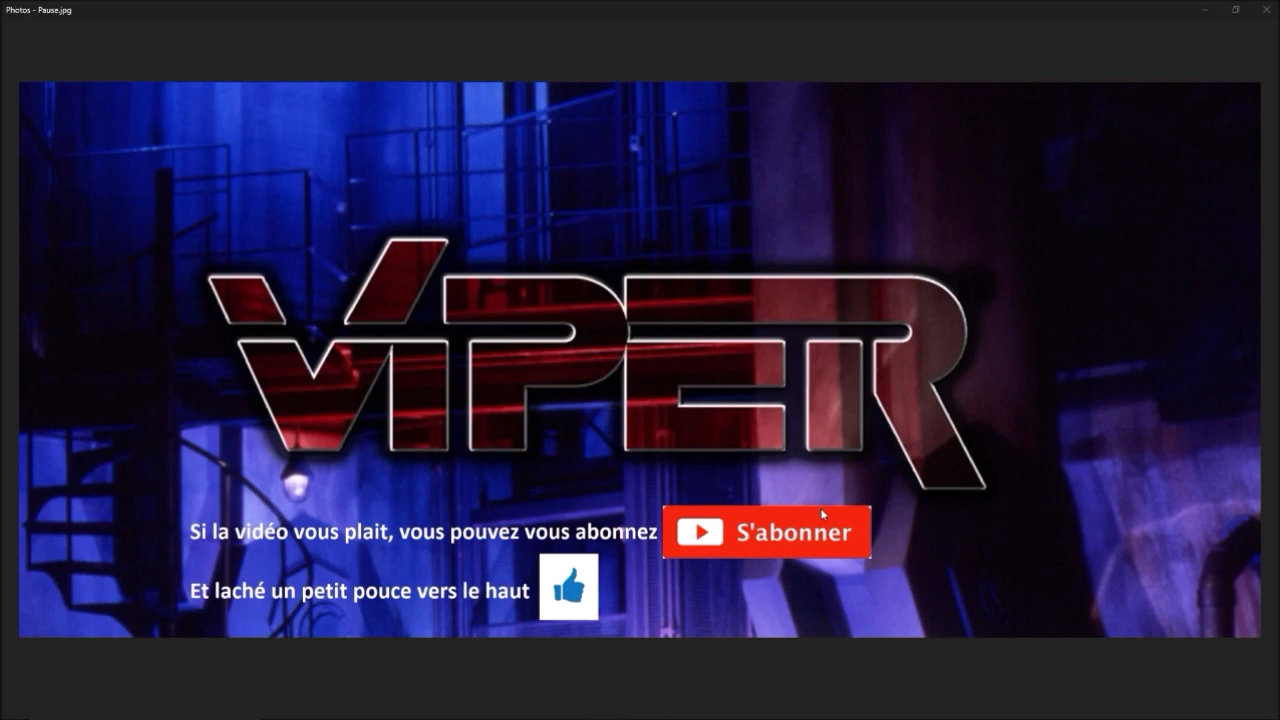 Photos - Pause.jpg
VIPER
Si la vidéo vous plait, vous pouvez vous abonnez S'abonner
Et laché un petit pouce vers le haut